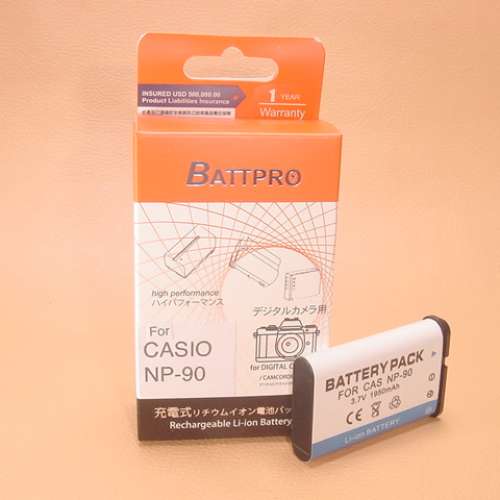 INSURED USD 500,000.00
Product Liabilities Insurance
1 YEAR
Warranty
BATTPRO
high performance
ハイパフォーマンス
デジタルカメラ用
for DIGITAL
/CAMCORDER
For
CASIO
NP-90
充電式リチウムイオン電池パッ
Rechargeable Li-ion Battery
BATTERY PACK
FOR CAS NP-90
3.7V 1950mAh
CE
Li-ion BATTERY